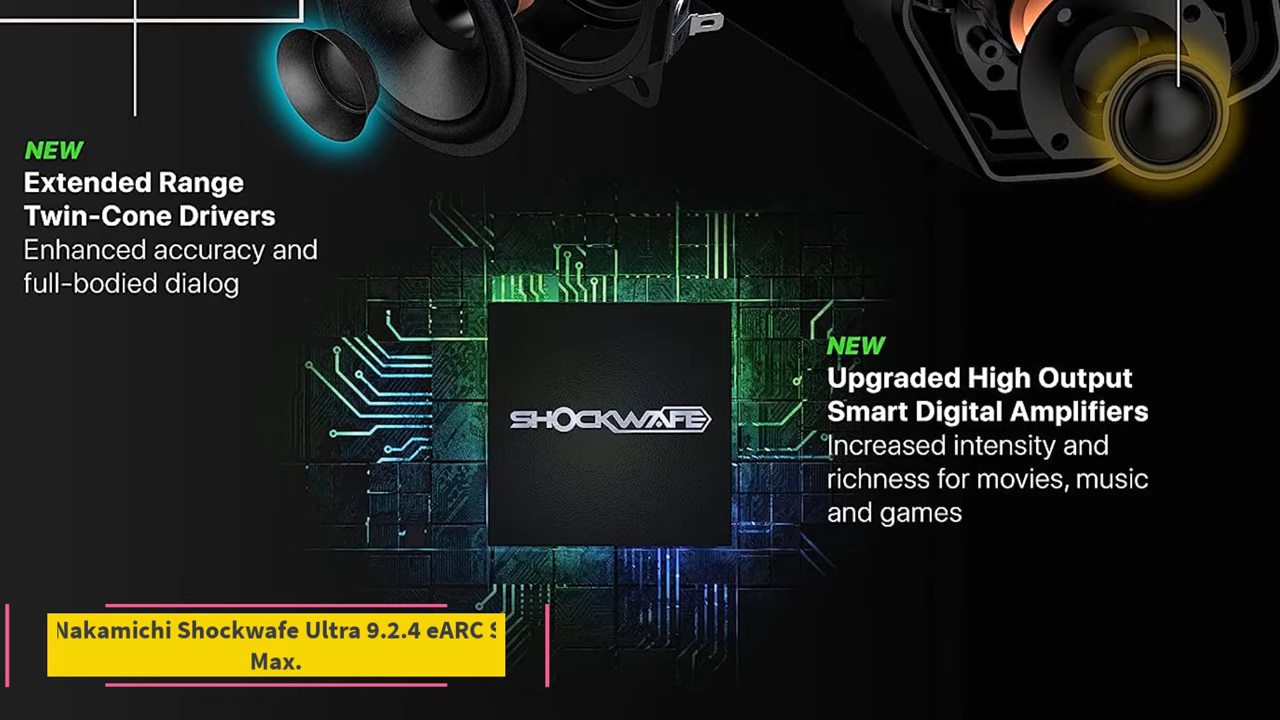 NEW
Extended Range
Twin-Cone Drivers
Enhanced accuracy and
full-bodied dialog
SHOCKWAFE
NEW
Upgraded High Output
Smart Digital Amplifiers
Increased intensity and
richness for movies, music
and games
Nakamichi Shockwafe Ultra 9.2.4 eARC S
Max.